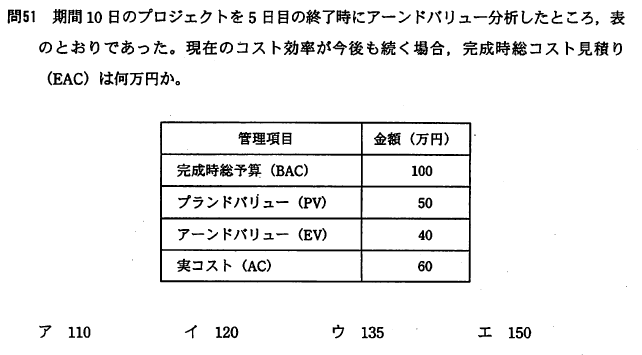 問51 期間10日のプロジェクトを5日目の終了時にアーンドバリュー分析したところ，表
のとおりであった。現在のコスト効率が今後も続く場合，完成時総コスト見積り
（EAC）は何万円か。
管理項目 金額（万円）
完成時総予算（BAC） 100
プランドバリュー（PV） 50
アーンドバリュー（EV） 40
実コスト（AC） 60
ア 110 イ 120 ウ 135 エ 150